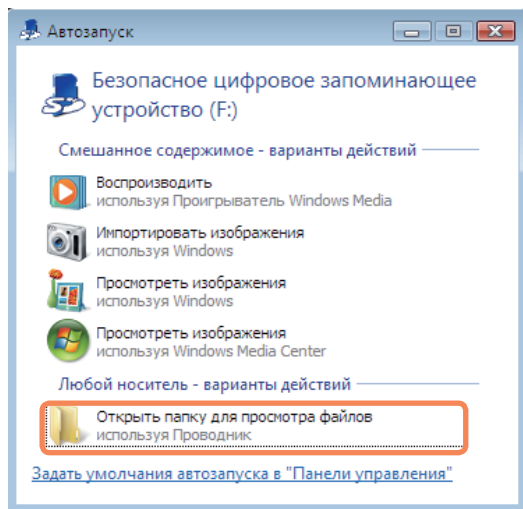 Автозапуск
Безопасное цифровое запоминающее
устройство (F:)
Смешанное содержимое - варианты действий
Воспроизводить
используя Проигрыватель Windows Media
Импортировать изображения
используя Windows
Просмотреть изображения
используя Windows
Просмотреть изображения
используя Windows Media Center
Любой носитель - варианты действий
Открыть папку для просмотра файлов
используя Проводник
Задать умолчания автозапуска в "Панели управления"